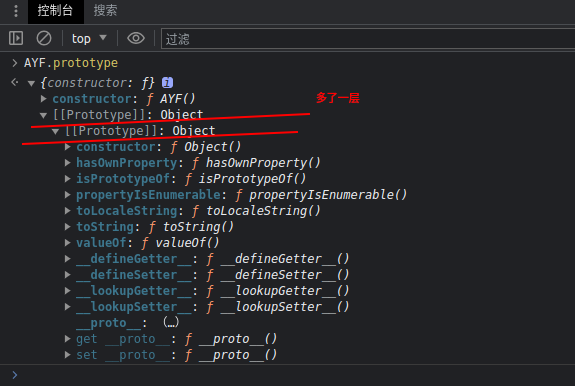 控制台 搜索
top 过滤
AYF.prototype
{constructor: ƒ} i
constructor: ƒ AYF()
多了一层
[[Prototype]]: Object
[[Prototype]]: Object
constructor: ƒ Object()
hasOwnProperty: ƒ hasOwnProperty()
isPrototypeOf: ƒ isPrototypeOf()
propertyIsEnumerable: ƒ propertyIsEnumerable()
toLocaleString: ƒ toLocaleString()
toString: ƒ toString()
valueOf: ƒ valueOf()
__defineGetter__: ƒ __defineGetter__()
__defineSetter__: ƒ __defineSetter__()
__lookupGetter__: ƒ __lookupGetter__()
__lookupSetter__: ƒ __lookupSetter__()
__proto__: (…)
get __proto__: ƒ __proto__()
set __proto__: ƒ __proto__()